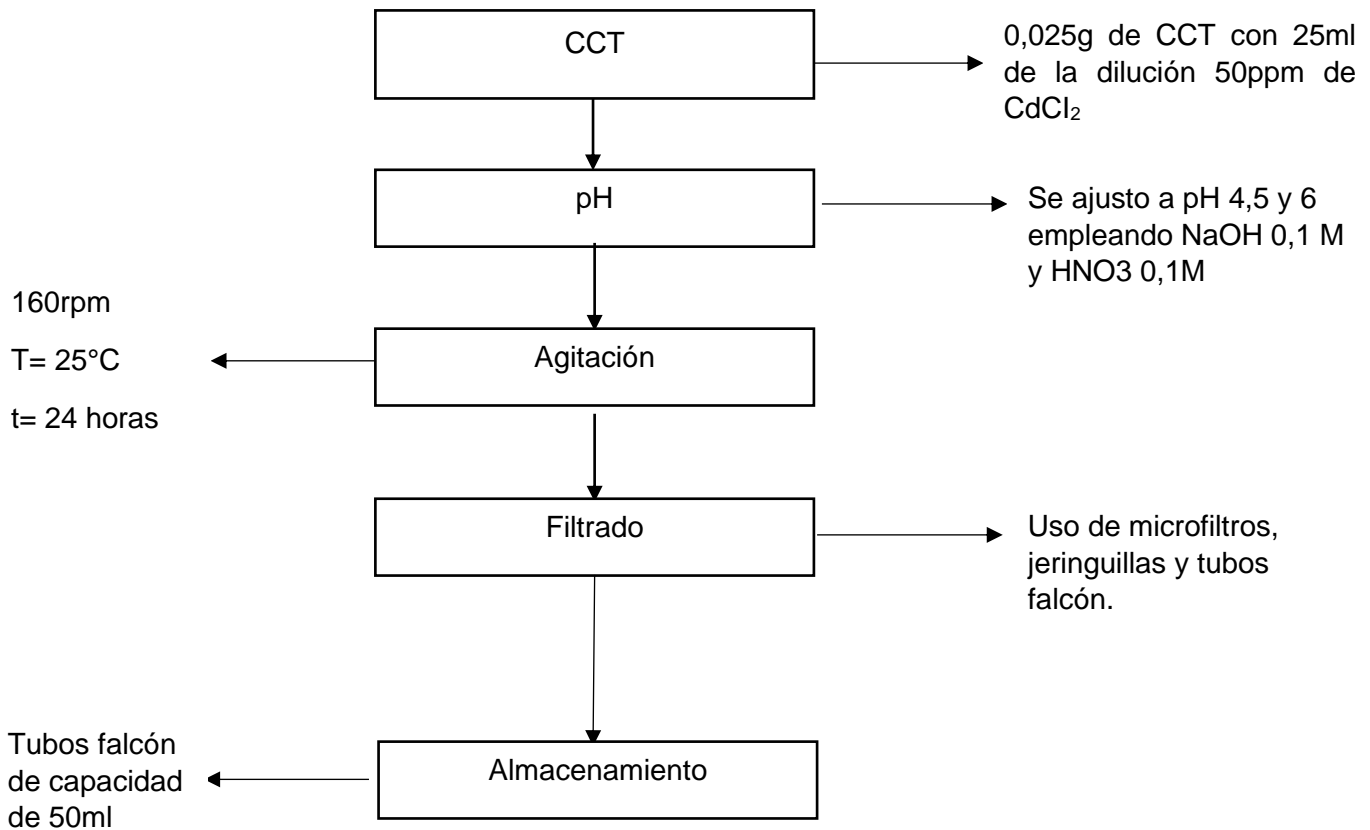 CCT
0,025g de CCT con 25ml
de la dilución 50ppm de
CdCl₂
pH
Se ajusto a pH 4,5 y 6
empleando NaOH 0,1 M
y HNO3 0,1M
160rpm
T= 25°C
t= 24 horas
Agitación
Filtrado
Uso de microfiltros,
jeringuillas y tubos
falcón.
Tubos falcón
de capacidad
de 50ml
Almacenamiento